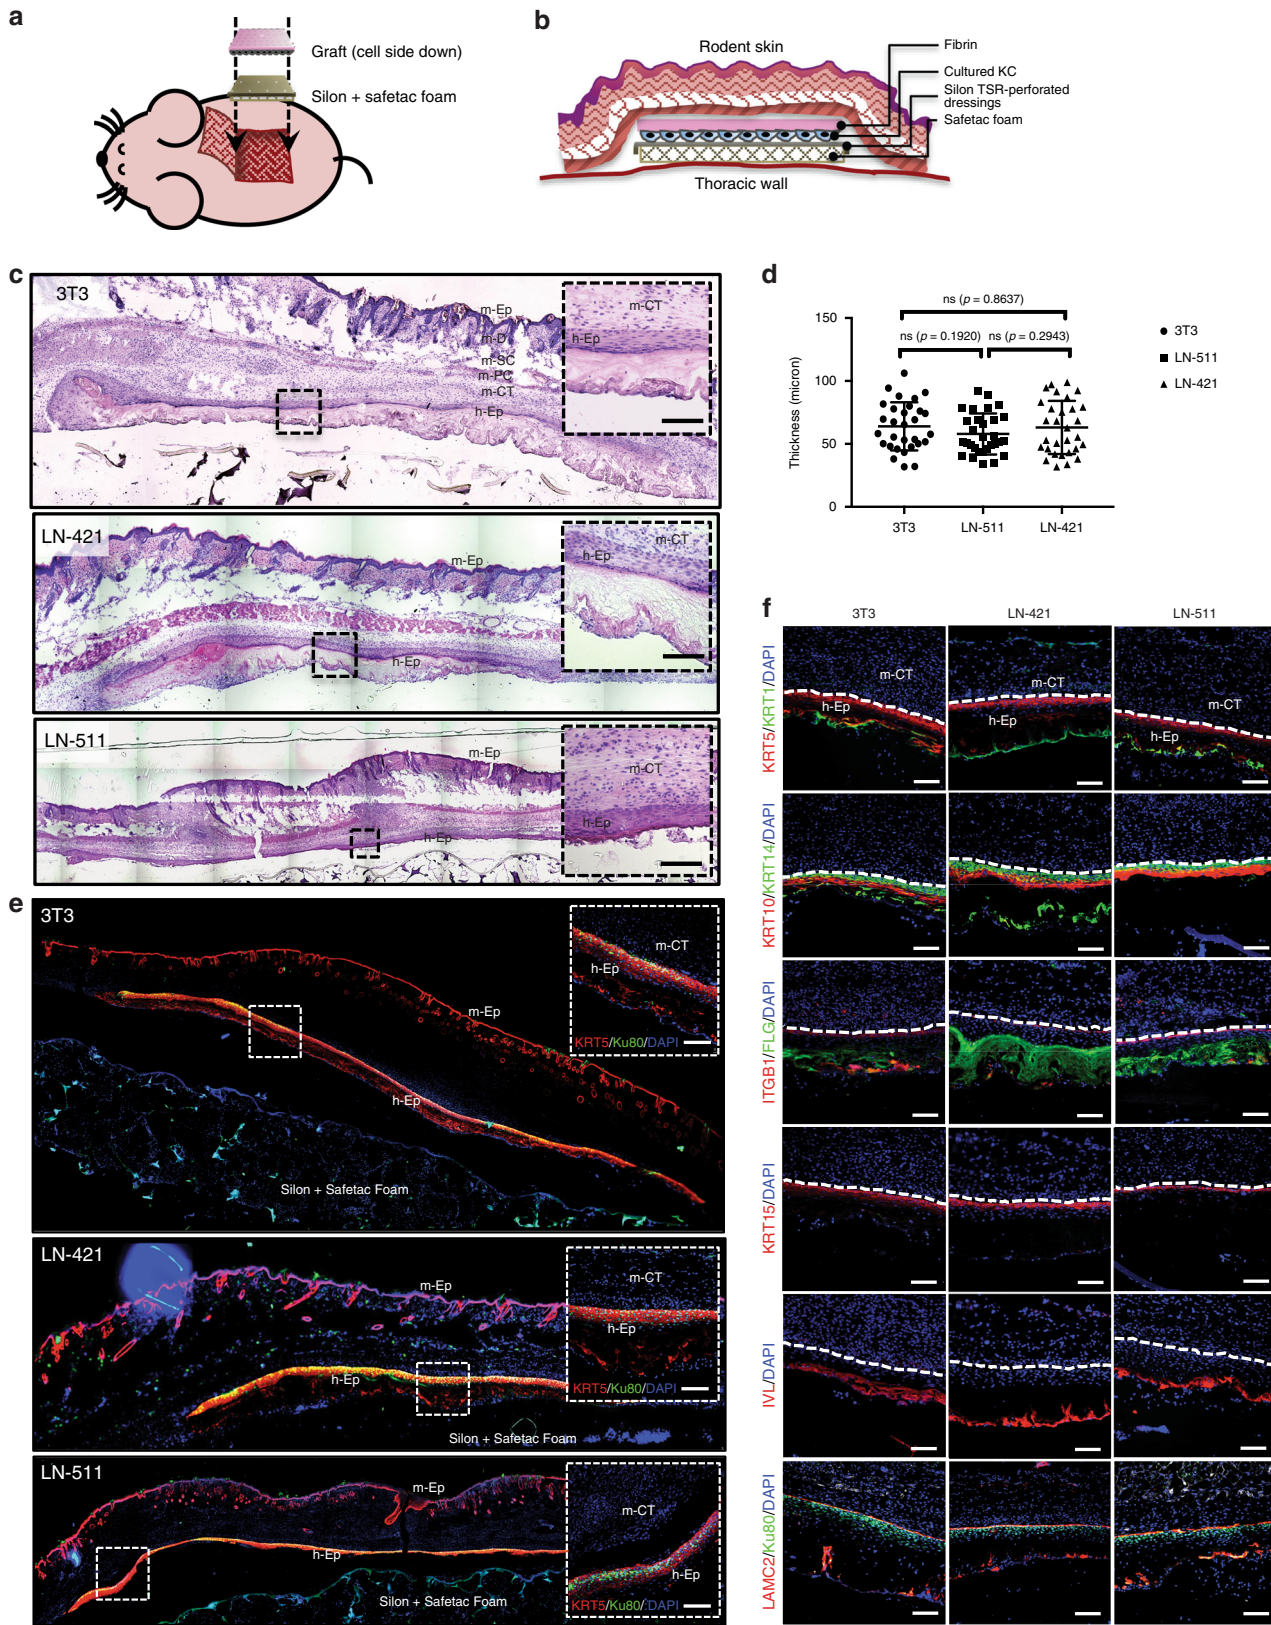 a
Graft (cell side down)
Silon + safetac foam
b
Rodent skin
Fibrin
Cultured KC
Silon TSR-perforated
dressings
Safetac foam
Thoracic wall
c
3T3
m-Ep
m-D
m-SC
m-PC
m-CT
h-Ep
m-CT
h-Ep
LN-421
m-Ep
h-Ep
m-CT
h-Ep
LN-511
m-Ep
h-Ep
m-CT
h-Ep
d
ns (p = 0.8637)
ns (p = 0.1920)
ns (p = 0.2943)
150
100
50
0
Thickness (micron)
3T3
LN-511
LN-421
3T3
LN-511
LN-421
e
3T3
m-Ep
h-Ep
Silon + Safetac Foam
m-CT
h-Ep
KRT5/Ku80/DAPI
LN-421
m-Ep
h-Ep
Silon + Safetac Foam
m-CT
h-Ep
KRT5/Ku80/DAPI
LN-511
m-Ep
h-Ep
Silon + Safetac Foam
m-CT
h-Ep
KRT5/Ku80/DAPI
f
3T3
LN-421
LN-511
KRT5/KRT1/DAPI
m-CT
h-Ep
m-CT
h-Ep
m-CT
h-Ep
KRT10/KRT14/DAPI
ITGB1/FLG/DAPI
KRT15/DAPI
IVL/DAPI
LAMC2/Ku80/DAPI